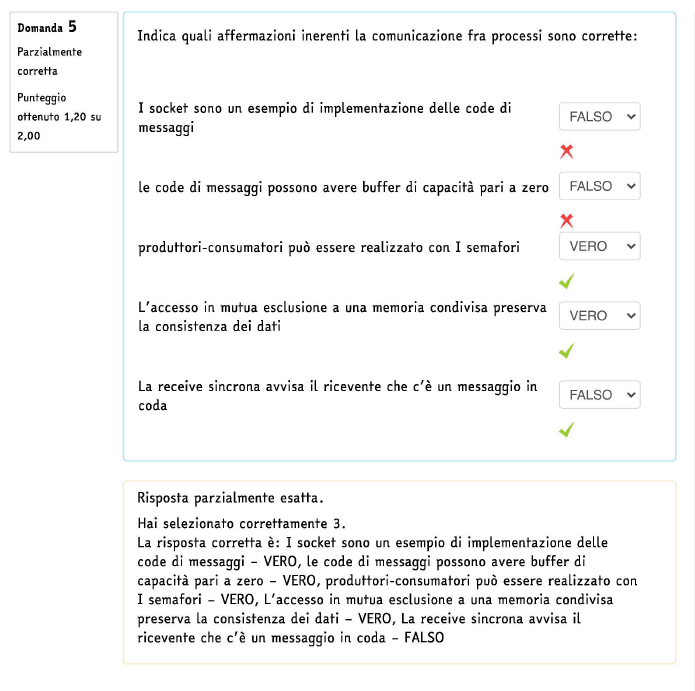 Domanda 5
Parzialmente
corretta
Punteggio
ottenuto 1,20 su
2,00
Indica quali affermazioni inerenti la comunicazione fra processi sono corrette:
I socket sono un esempio di implementazione delle code di
messaggi
FALSO
le code di messaggi possono avere buffer di capacità pari a zero
FALSO
produttori-consumatori può essere realizzato con I semafori
VERO
L'accesso in mutua esclusione a una memoria condivisa preserva
la consistenza dei dati
VERO
La receive sincrona avvisa il ricevente che c'è un messaggio in
coda
FALSO
Risposta parzialmente esatta.
Hai selezionato correttamente 3.
La risposta corretta è: I socket sono un esempio di implementazione delle
code di messaggi – VERO, le code di messaggi possono avere buffer di
capacità pari a zero – VERO, produttori-consumatori può essere realizzato con
I semafori – VERO, L'accesso in mutua esclusione a una memoria condivisa
preserva la consistenza dei dati – VERO, La receive sincrona avvisa il
ricevente che c'è un messaggio in coda – FALSO